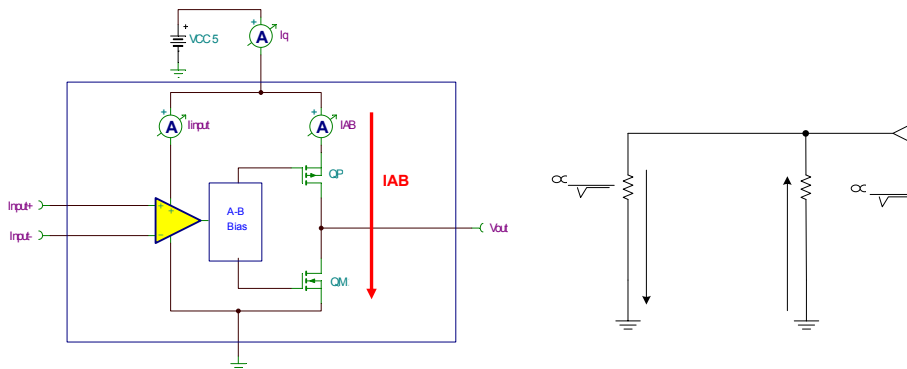 VCC 5
A
Iq
A
Iinput
A
IAB
QP
IAB
Input+
Input-
A-B
Bias
Vout
QM
∝
√
∝
√